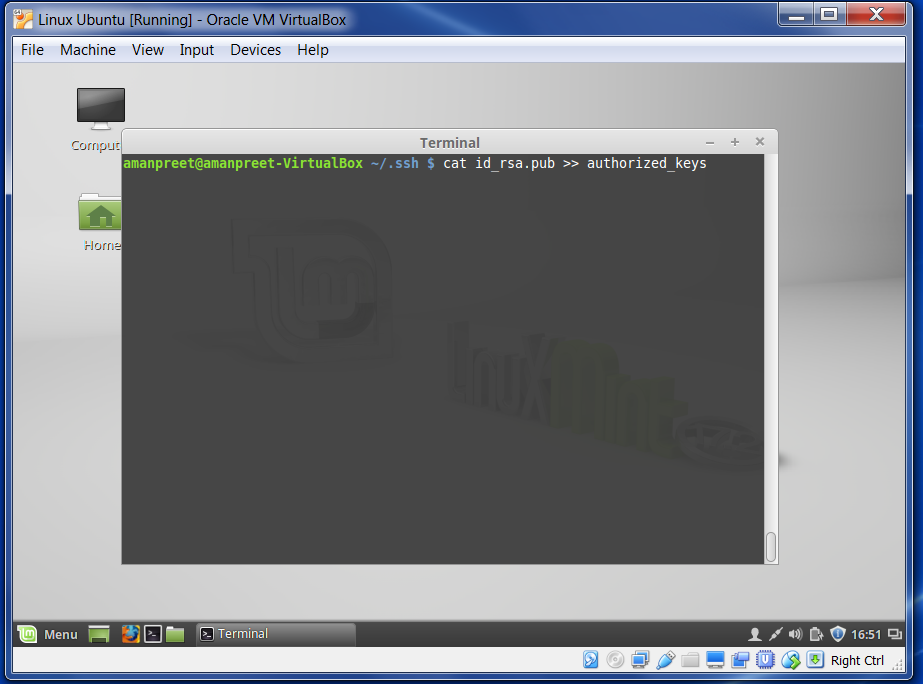 Linux Ubuntu [Running] - Oracle VM VirtualBox
File Machine View Input Devices Help
Comput
Terminal
amanpreet@amanpreet-VirtualBox ~/.ssh $ cat id_rsa.pub >> authorized_keys
Home
LinuxMint
Menu
Terminal
16:51
Right Ctrl